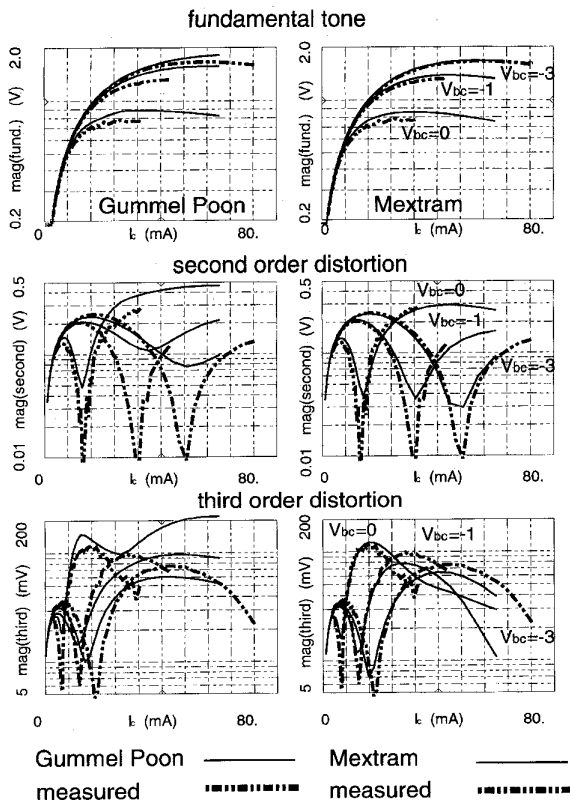 fundamental tone
2.0
mag(fund.) (V)
0.2
Gummel Poon
0 Ic (mA) 80.
2.0
mag(fund.) (V)
0.2
Vbc=-3
Vbc=-1
Vbc=0
Mextram
0 Ic (mA) 80.
second order distortion
0.5
mag(second) (V)
0.01
0 Ic (mA) 80.
0.5
mag(second) (V)
0.01
Vbc=0
Vbc=-1
Vbc=-3
0 Ic (mA) 80.
third order distortion
200
mag(third) (mV)
5
0 Ic (mA) 80.
200
mag(third) (mV)
5
Vbc=0
Vbc=-1
Vbc=-3
0 Ic (mA) 80.
Gummel Poon
measured
Mextram
measured